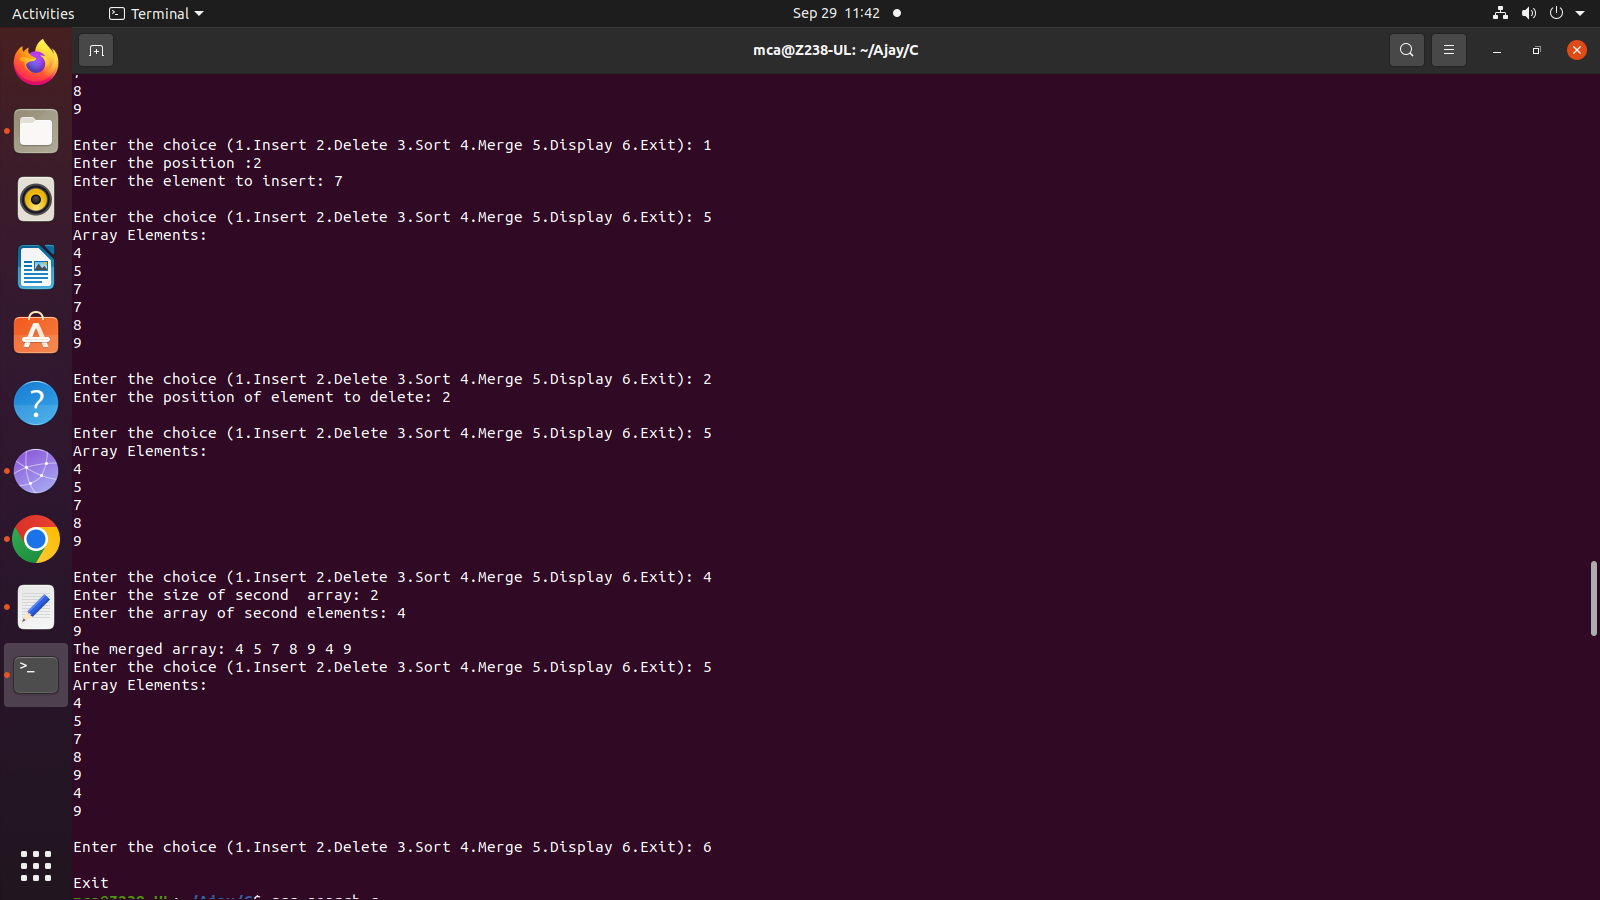 Activities Terminal Sep 29 11:42
mca@Z238-UL: ~/Ajay/C
8
9
Enter the choice (1.Insert 2.Delete 3.Sort 4.Merge 5.Display 6.Exit): 1
Enter the position :2
Enter the element to insert: 7
Enter the choice (1.Insert 2.Delete 3.Sort 4.Merge 5.Display 6.Exit): 5
Array Elements:
4
5
7
7
8
9
Enter the choice (1.Insert 2.Delete 3.Sort 4.Merge 5.Display 6.Exit): 2
Enter the position of element to delete: 2
Enter the choice (1.Insert 2.Delete 3.Sort 4.Merge 5.Display 6.Exit): 5
Array Elements:
4
5
7
8
9
Enter the choice (1.Insert 2.Delete 3.Sort 4.Merge 5.Display 6.Exit): 4
Enter the size of second  array: 2
Enter the array of second elements: 4
9
The merged array: 4 5 7 8 9 4 9
Enter the choice (1.Insert 2.Delete 3.Sort 4.Merge 5.Display 6.Exit): 5
Array Elements:
4
5
7
8
9
4
9
Enter the choice (1.Insert 2.Delete 3.Sort 4.Merge 5.Display 6.Exit): 6
Exit
mca@Z238-UL:~/Ajay/C$